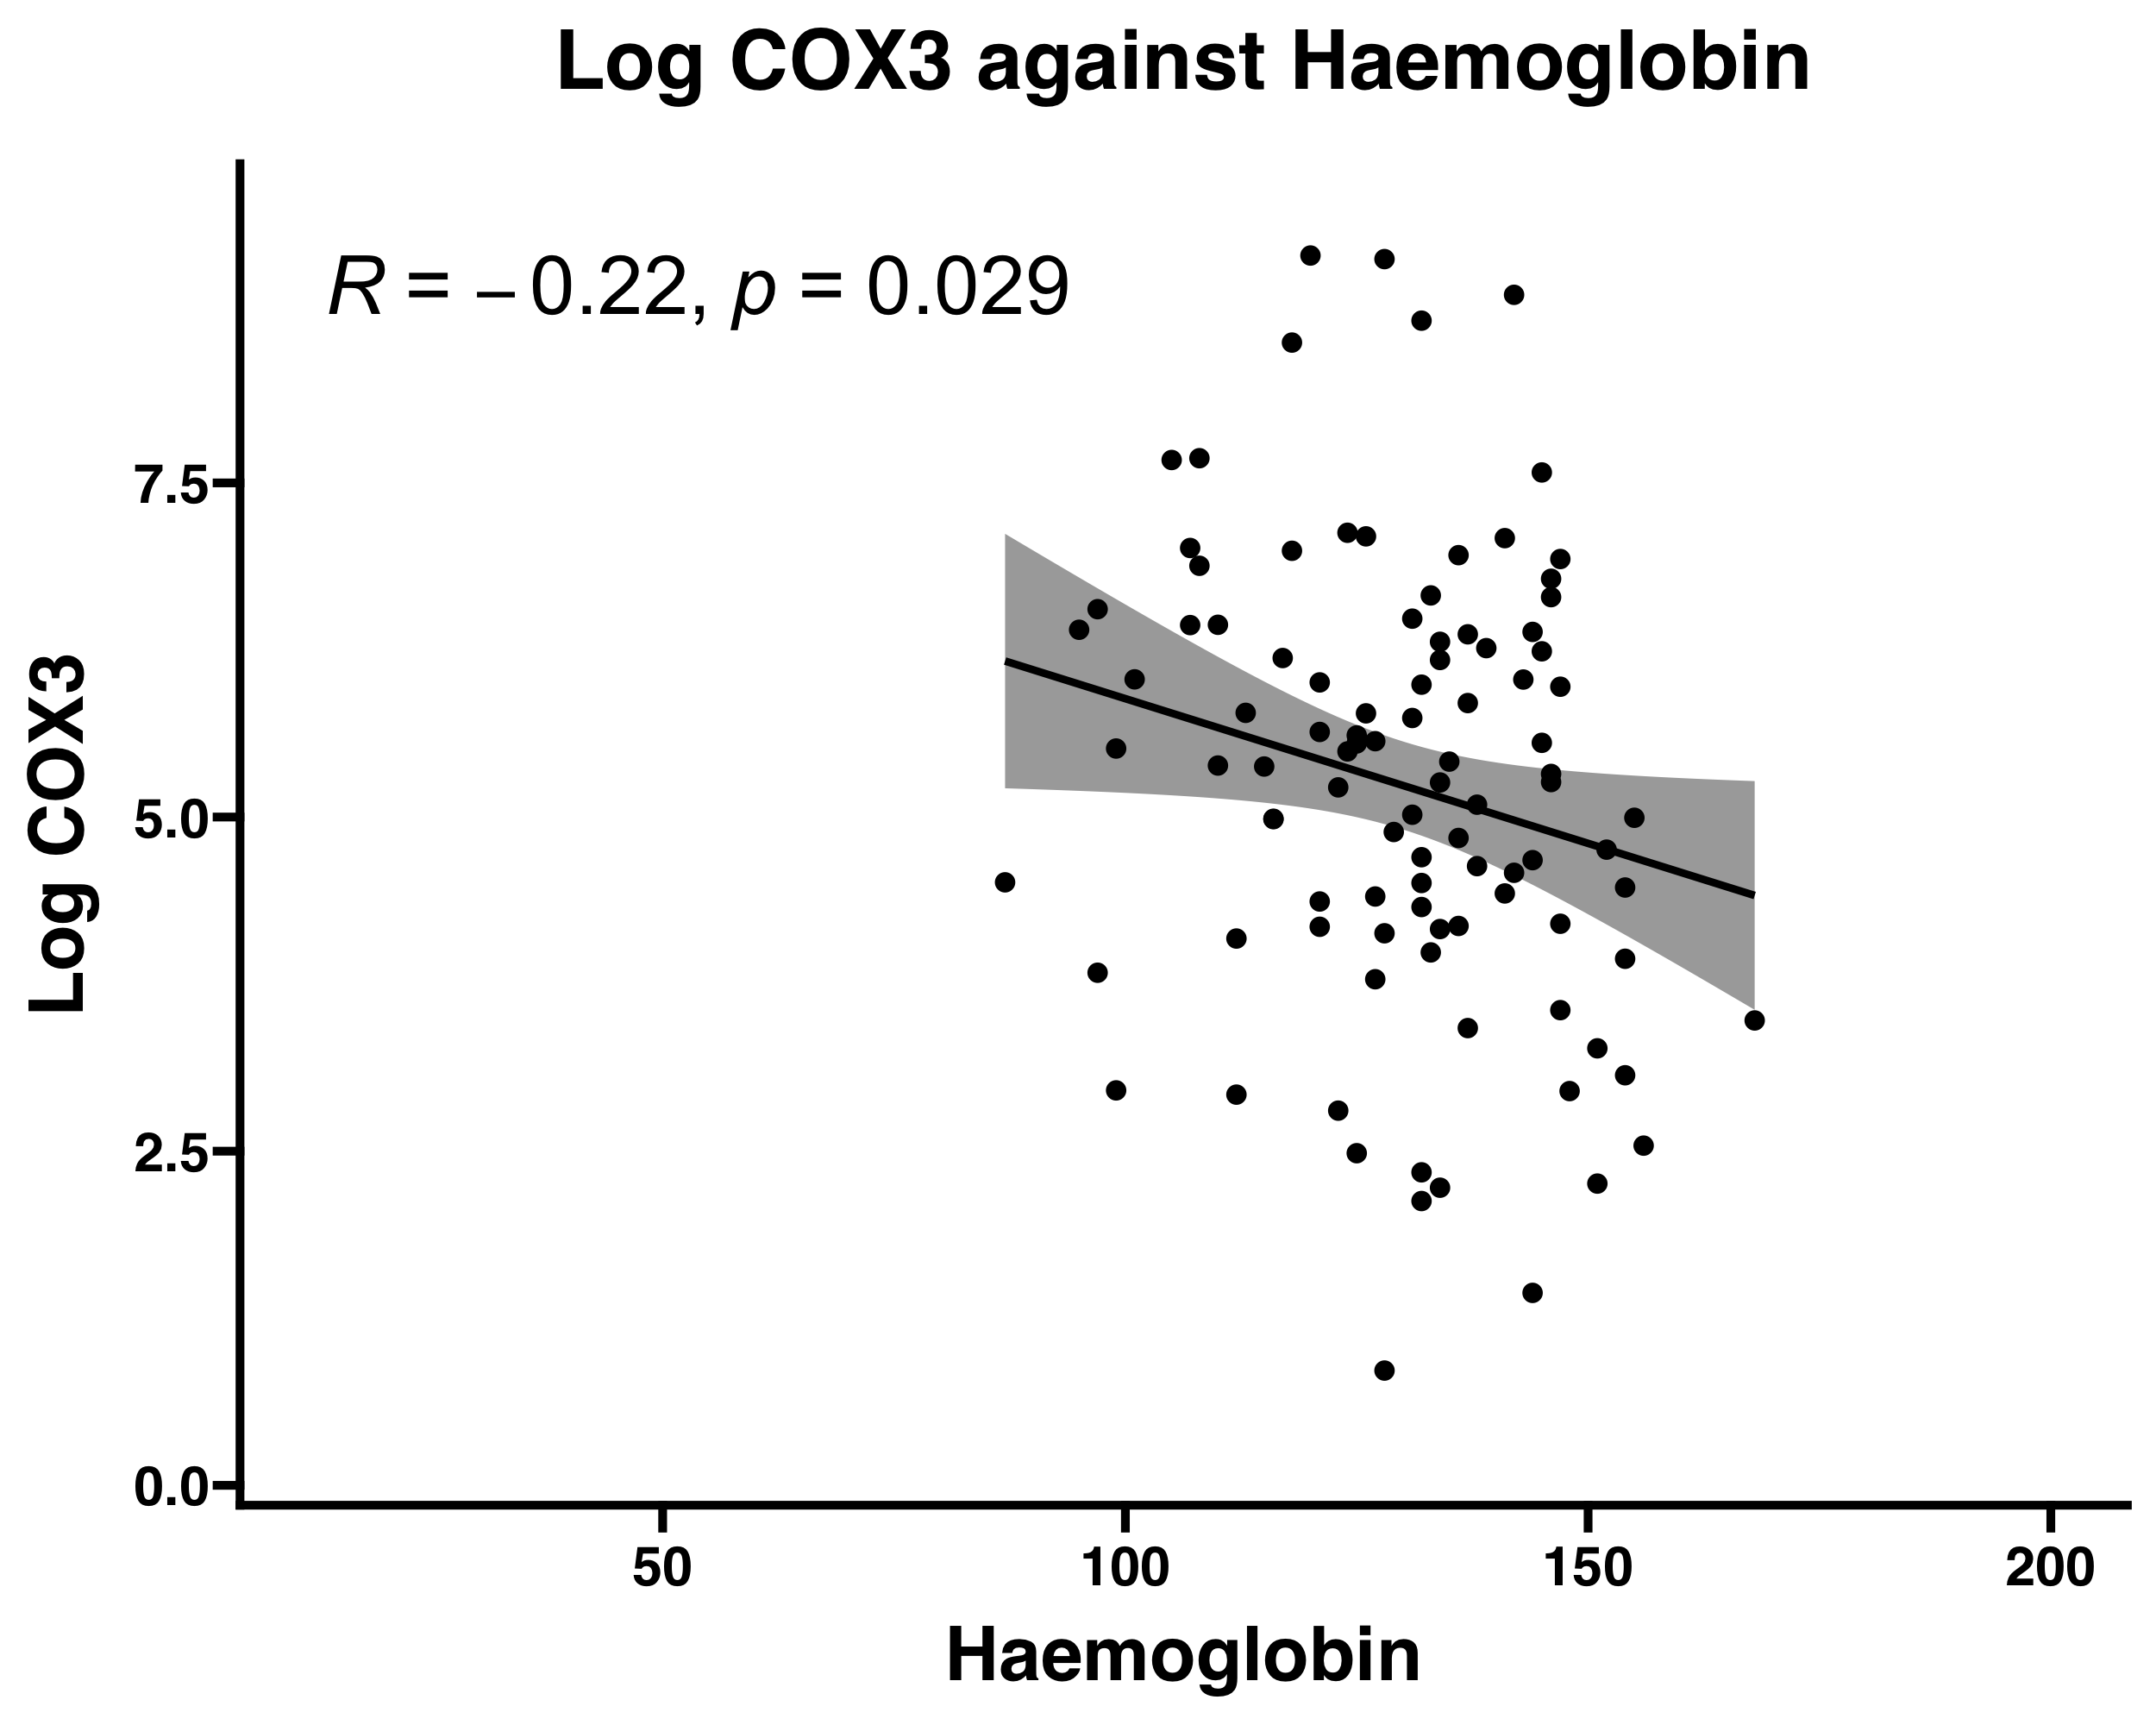 Log COX3 against Haemoglobin
R = −0.22, p = 0.029
Log COX3
7.5
5.0
2.5
0.0
50 100 150 200
Haemoglobin